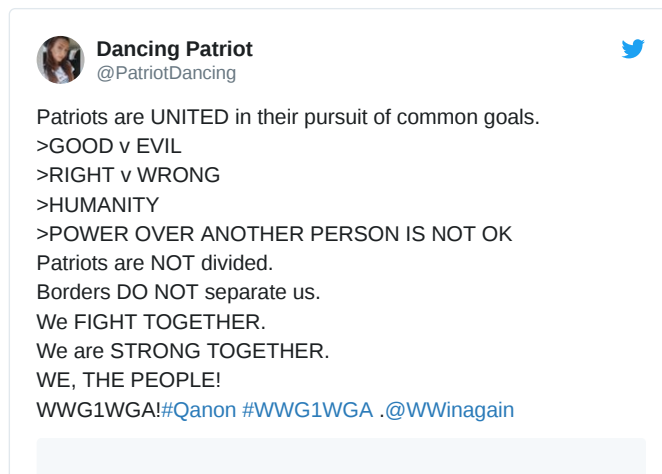 Dancing Patriot
@PatriotDancing
Patriots are UNITED in their pursuit of common goals.
>GOOD v EVIL
>RIGHT v WRONG
>HUMANITY
>POWER OVER ANOTHER PERSON IS NOT OK
Patriots are NOT divided.
Borders DO NOT separate us.
We FIGHT TOGETHER.
We are STRONG TOGETHER.
WE, THE PEOPLE!
WWG1WGA!#Qanon #WWG1WGA .@WWinagain